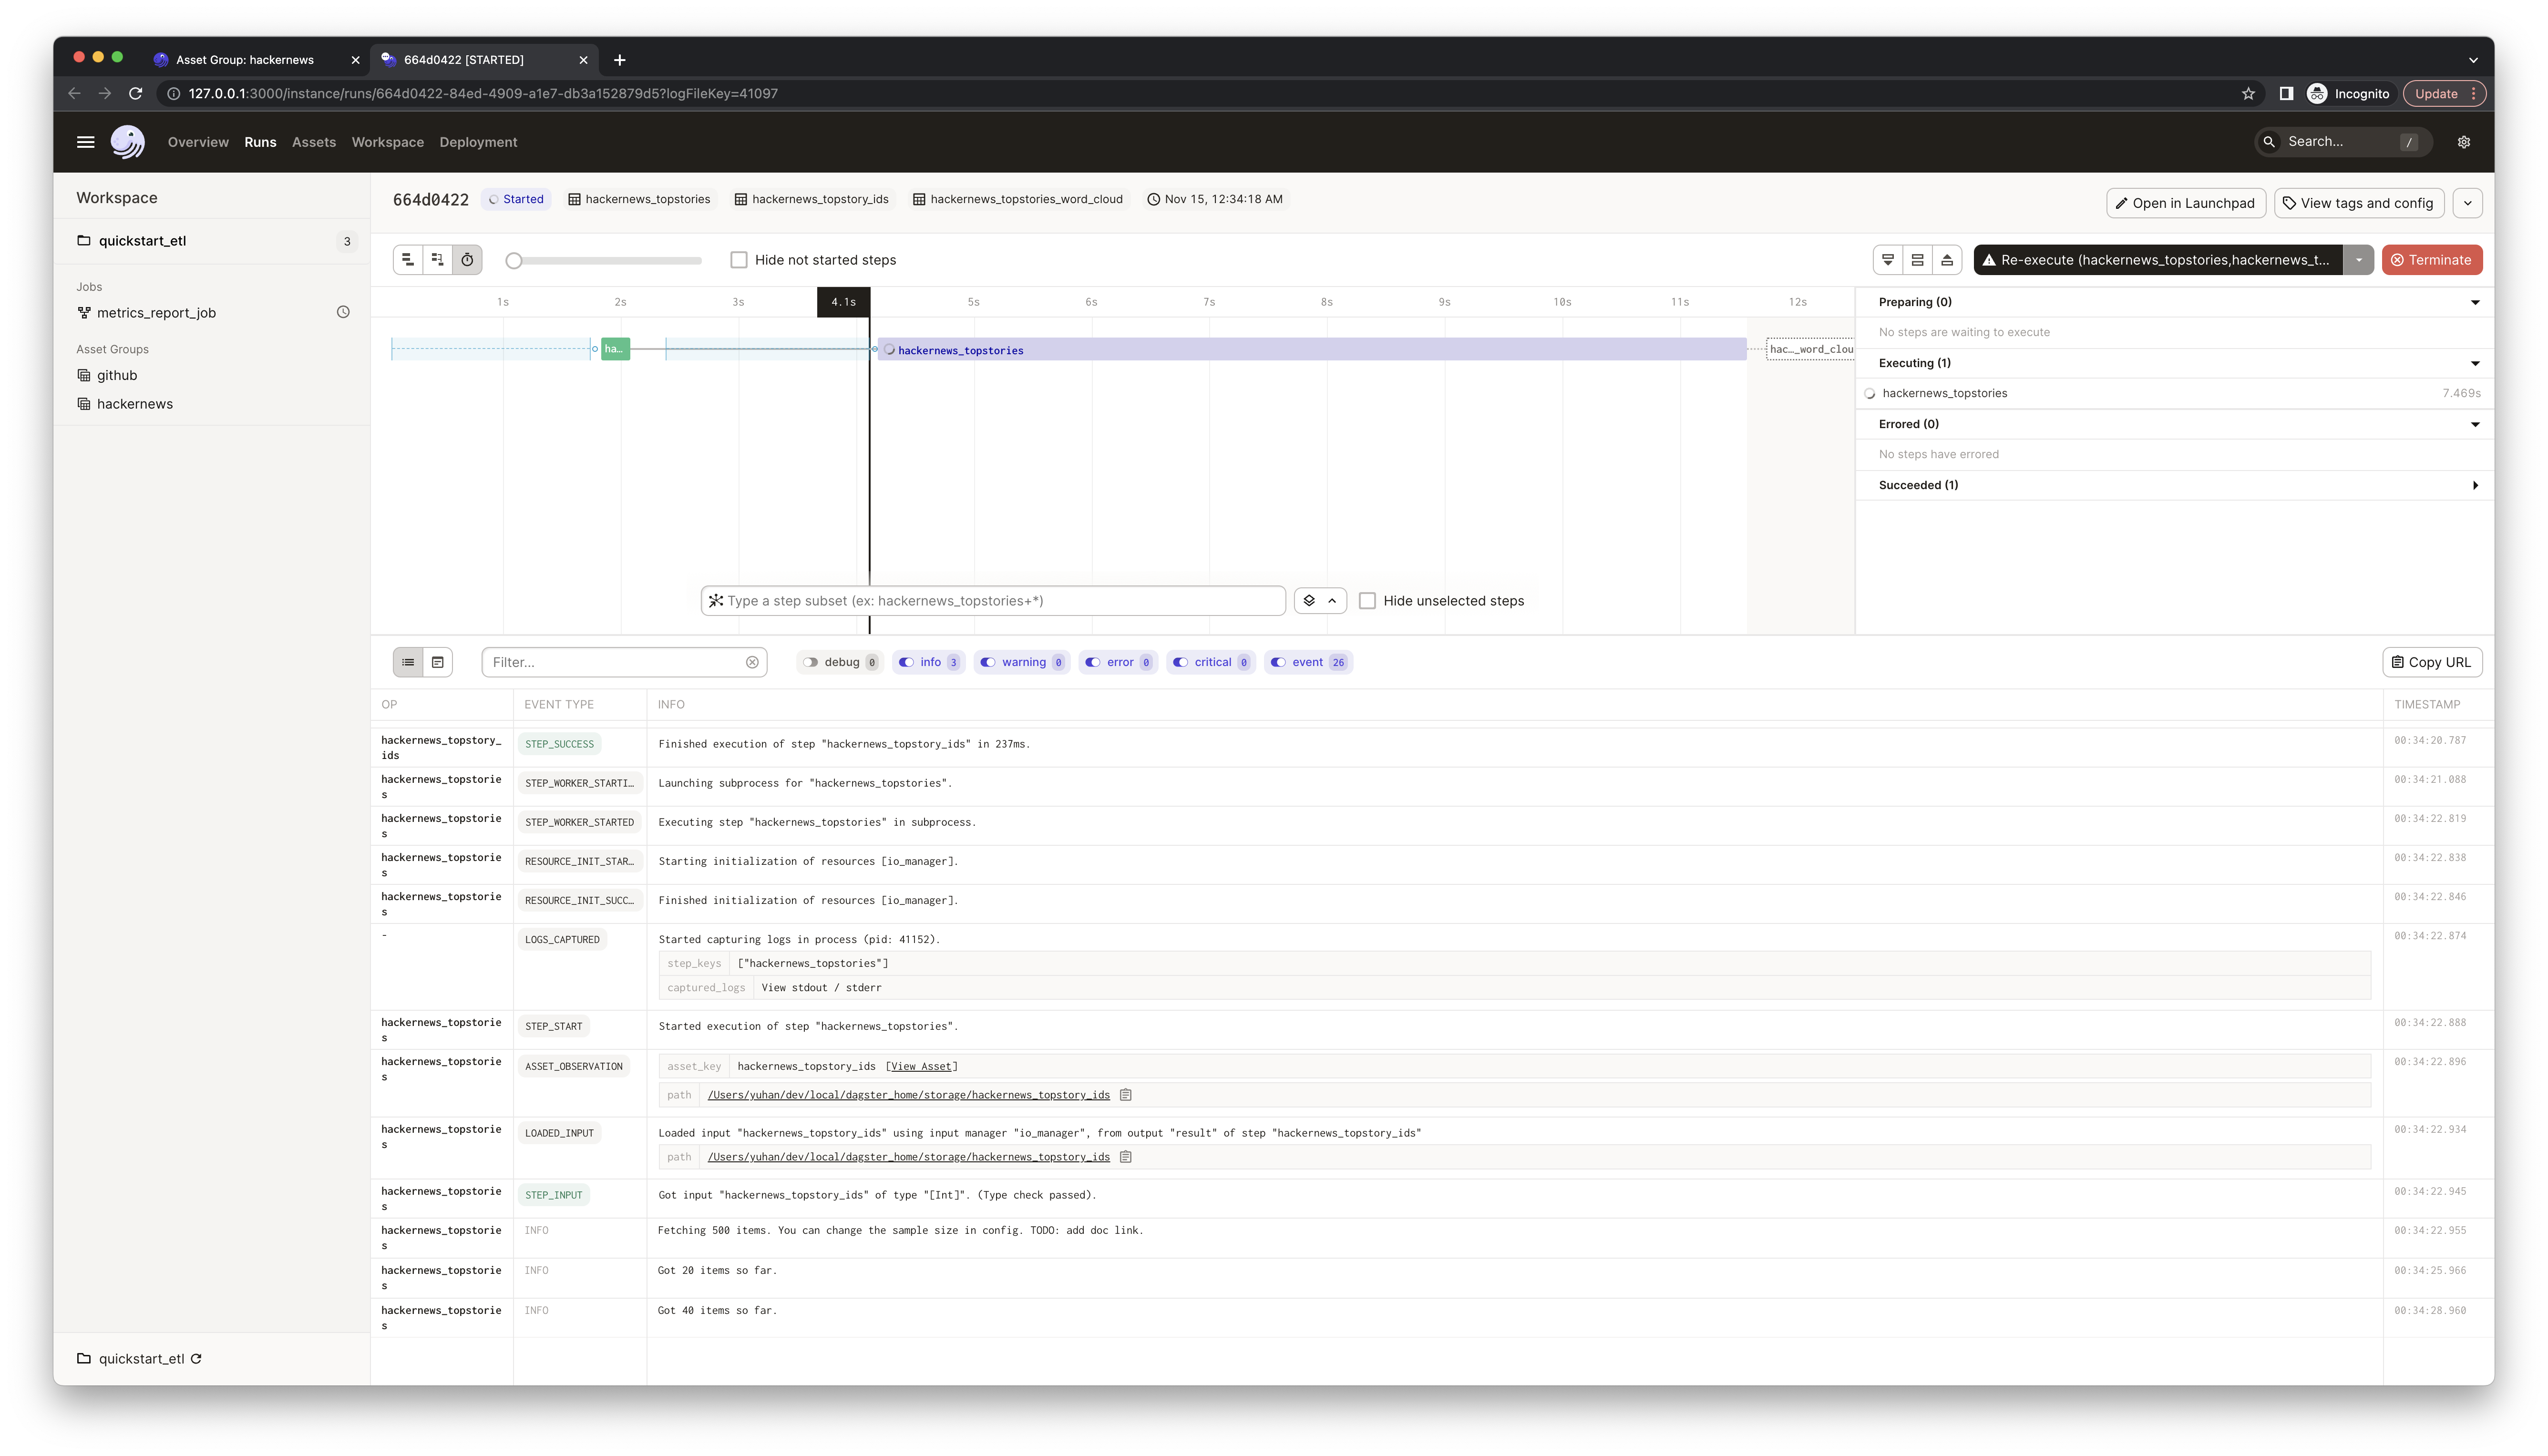 Asset Group: hackernews
664d0422 [STARTED]
127.0.0.1:3000/instance/runs/664d0422-84ed-4909-a1e7-db3a152879d5?logFileKey=41097
Incognito
Update
Overview Runs Assets Workspace Deployment
Search... /
Workspace
quickstart_etl 3
Jobs
metrics_report_job
Asset Groups
github
hackernews
quickstart_etl
664d0422 Started hackernews_topstories hackernews_topstory_ids hackernews_topstories_word_cloud Nov 15, 12:34:18 AM
Open in Launchpad View tags and config
Hide not started steps
Re-execute (hackernews_topstories,hackernews_t... Terminate
1s 2s 3s 4.1s 5s 6s 7s 8s 9s 10s 11s 12s
ha... hackernews_topstories hac..._word_clou
Preparing (0)
No steps are waiting to execute
Executing (1)
hackernews_topstories 7.469s
Errored (0)
No steps have errored
Succeeded (1)
Type a step subset (ex: hackernews_topstories+*)
Hide unselected steps
Filter... debug 0 info 3 warning 0 error 0 critical 0 event 26 Copy URL
OP EVENT TYPE INFO TIMESTAMP
hackernews_topstory_ STEP_SUCCESS Finished execution of step "hackernews_topstory_ids" in 237ms. 00:34:20.787
ids
hackernews_topstorie STEP_WORKER_STARTI... Launching subprocess for "hackernews_topstories". 00:34:21.088
s
hackernews_topstorie STEP_WORKER_STARTED Executing step "hackernews_topstories" in subprocess. 00:34:22.819
s
hackernews_topstorie RESOURCE_INIT_STAR... Starting initialization of resources [io_manager]. 00:34:22.838
s
hackernews_topstorie RESOURCE_INIT_SUCC... Finished initialization of resources [io_manager]. 00:34:22.846
s
- LOGS_CAPTURED Started capturing logs in process (pid: 41152). 00:34:22.874
step_keys ["hackernews_topstories"]
captured_logs View stdout / stderr
hackernews_topstorie STEP_START Started execution of step "hackernews_topstories". 00:34:22.888
s
hackernews_topstorie ASSET_OBSERVATION asset_key hackernews_topstory_ids [View Asset] 00:34:22.896
s
path /Users/yuhan/dev/local/dagster_home/storage/hackernews_topstory_ids
hackernews_topstorie LOADED_INPUT Loaded input "hackernews_topstory_ids" using input manager "io_manager", from output "result" of step "hackernews_topstory_ids" 00:34:22.934
s
path /Users/yuhan/dev/local/dagster_home/storage/hackernews_topstory_ids
hackernews_topstorie STEP_INPUT Got input "hackernews_topstory_ids" of type "[Int]". (Type check passed). 00:34:22.945
s
hackernews_topstorie INFO Fetching 500 items. You can change the sample size in config. TODO: add doc link. 00:34:22.955
s
hackernews_topstorie INFO Got 20 items so far. 00:34:25.966
s
hackernews_topstorie INFO Got 40 items so far. 00:34:28.960
s